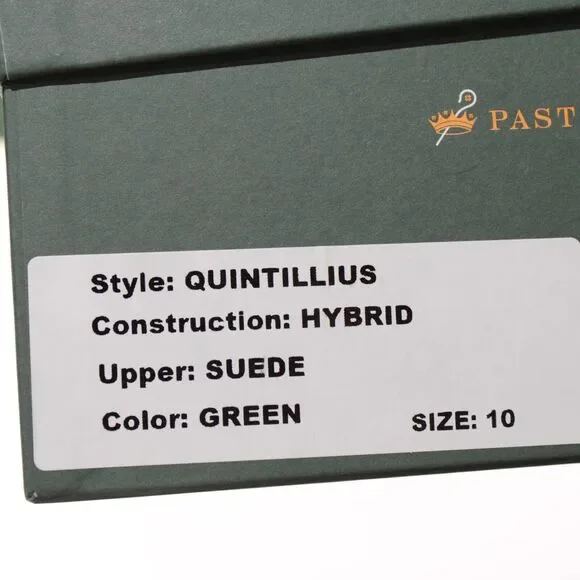 PAST
Style: QUINTILLIUS
Construction: HYBRID
Upper: SUEDE
Color: GREEN SIZE: 10